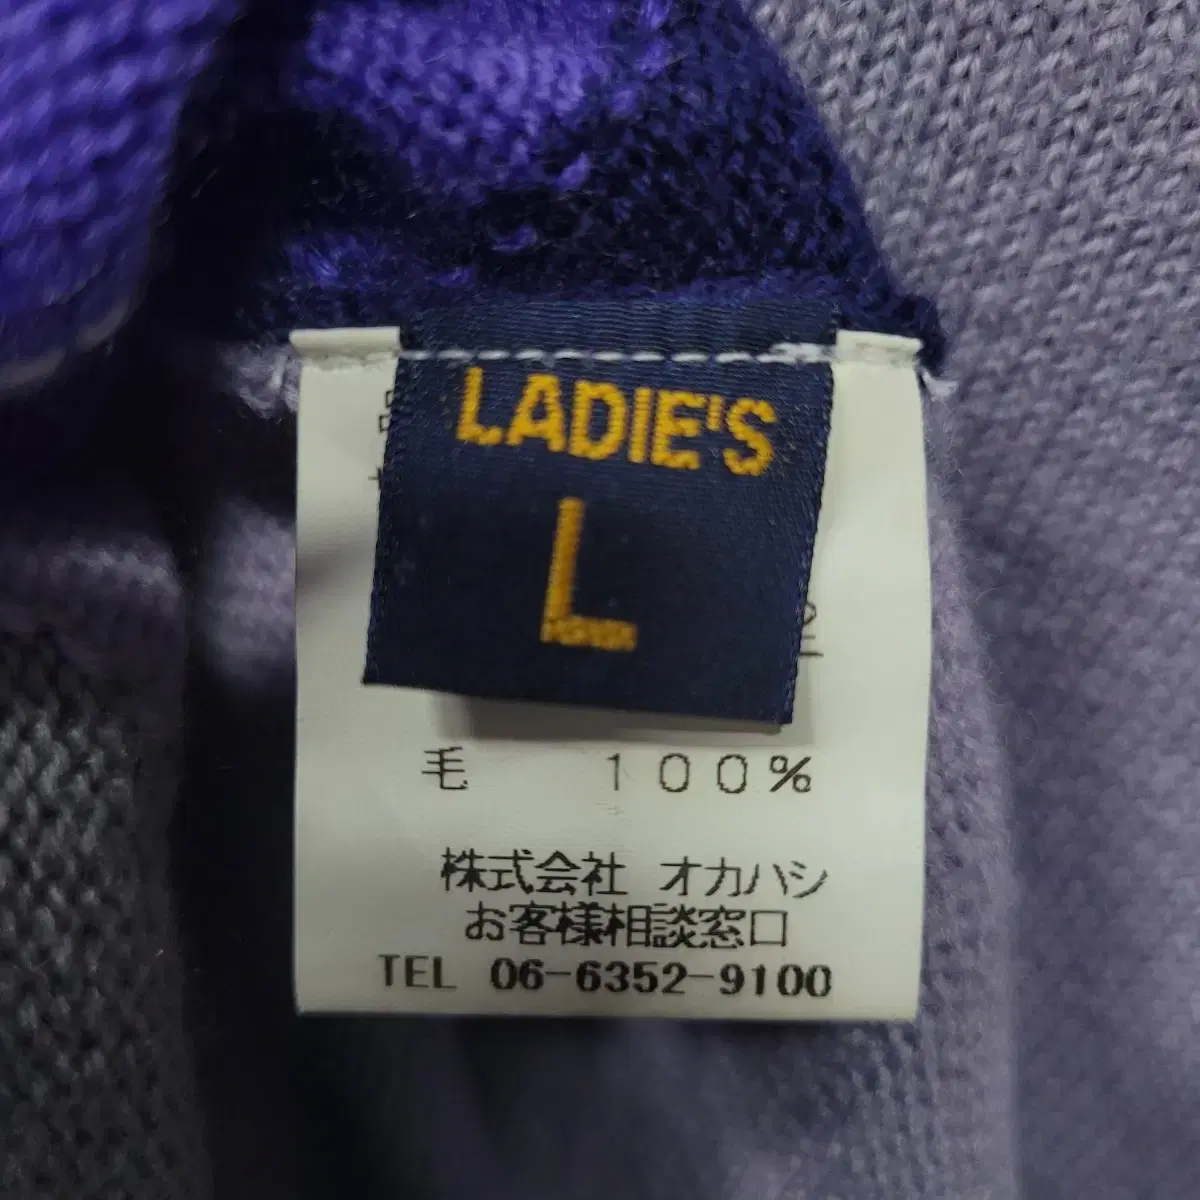 LADIE'S
L
毛 100%
株式会社 オカハシ
お客様相談窓口
TEL 06-6352-9100